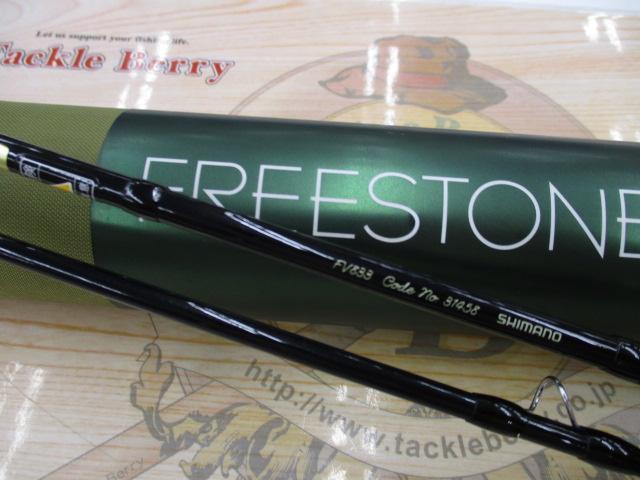 Let us support your fishing life.
Tackle Berry
FREESTONE
FV833 Code No 31458 SHIMANO
http://www.tackleberry.co.jp
Berry